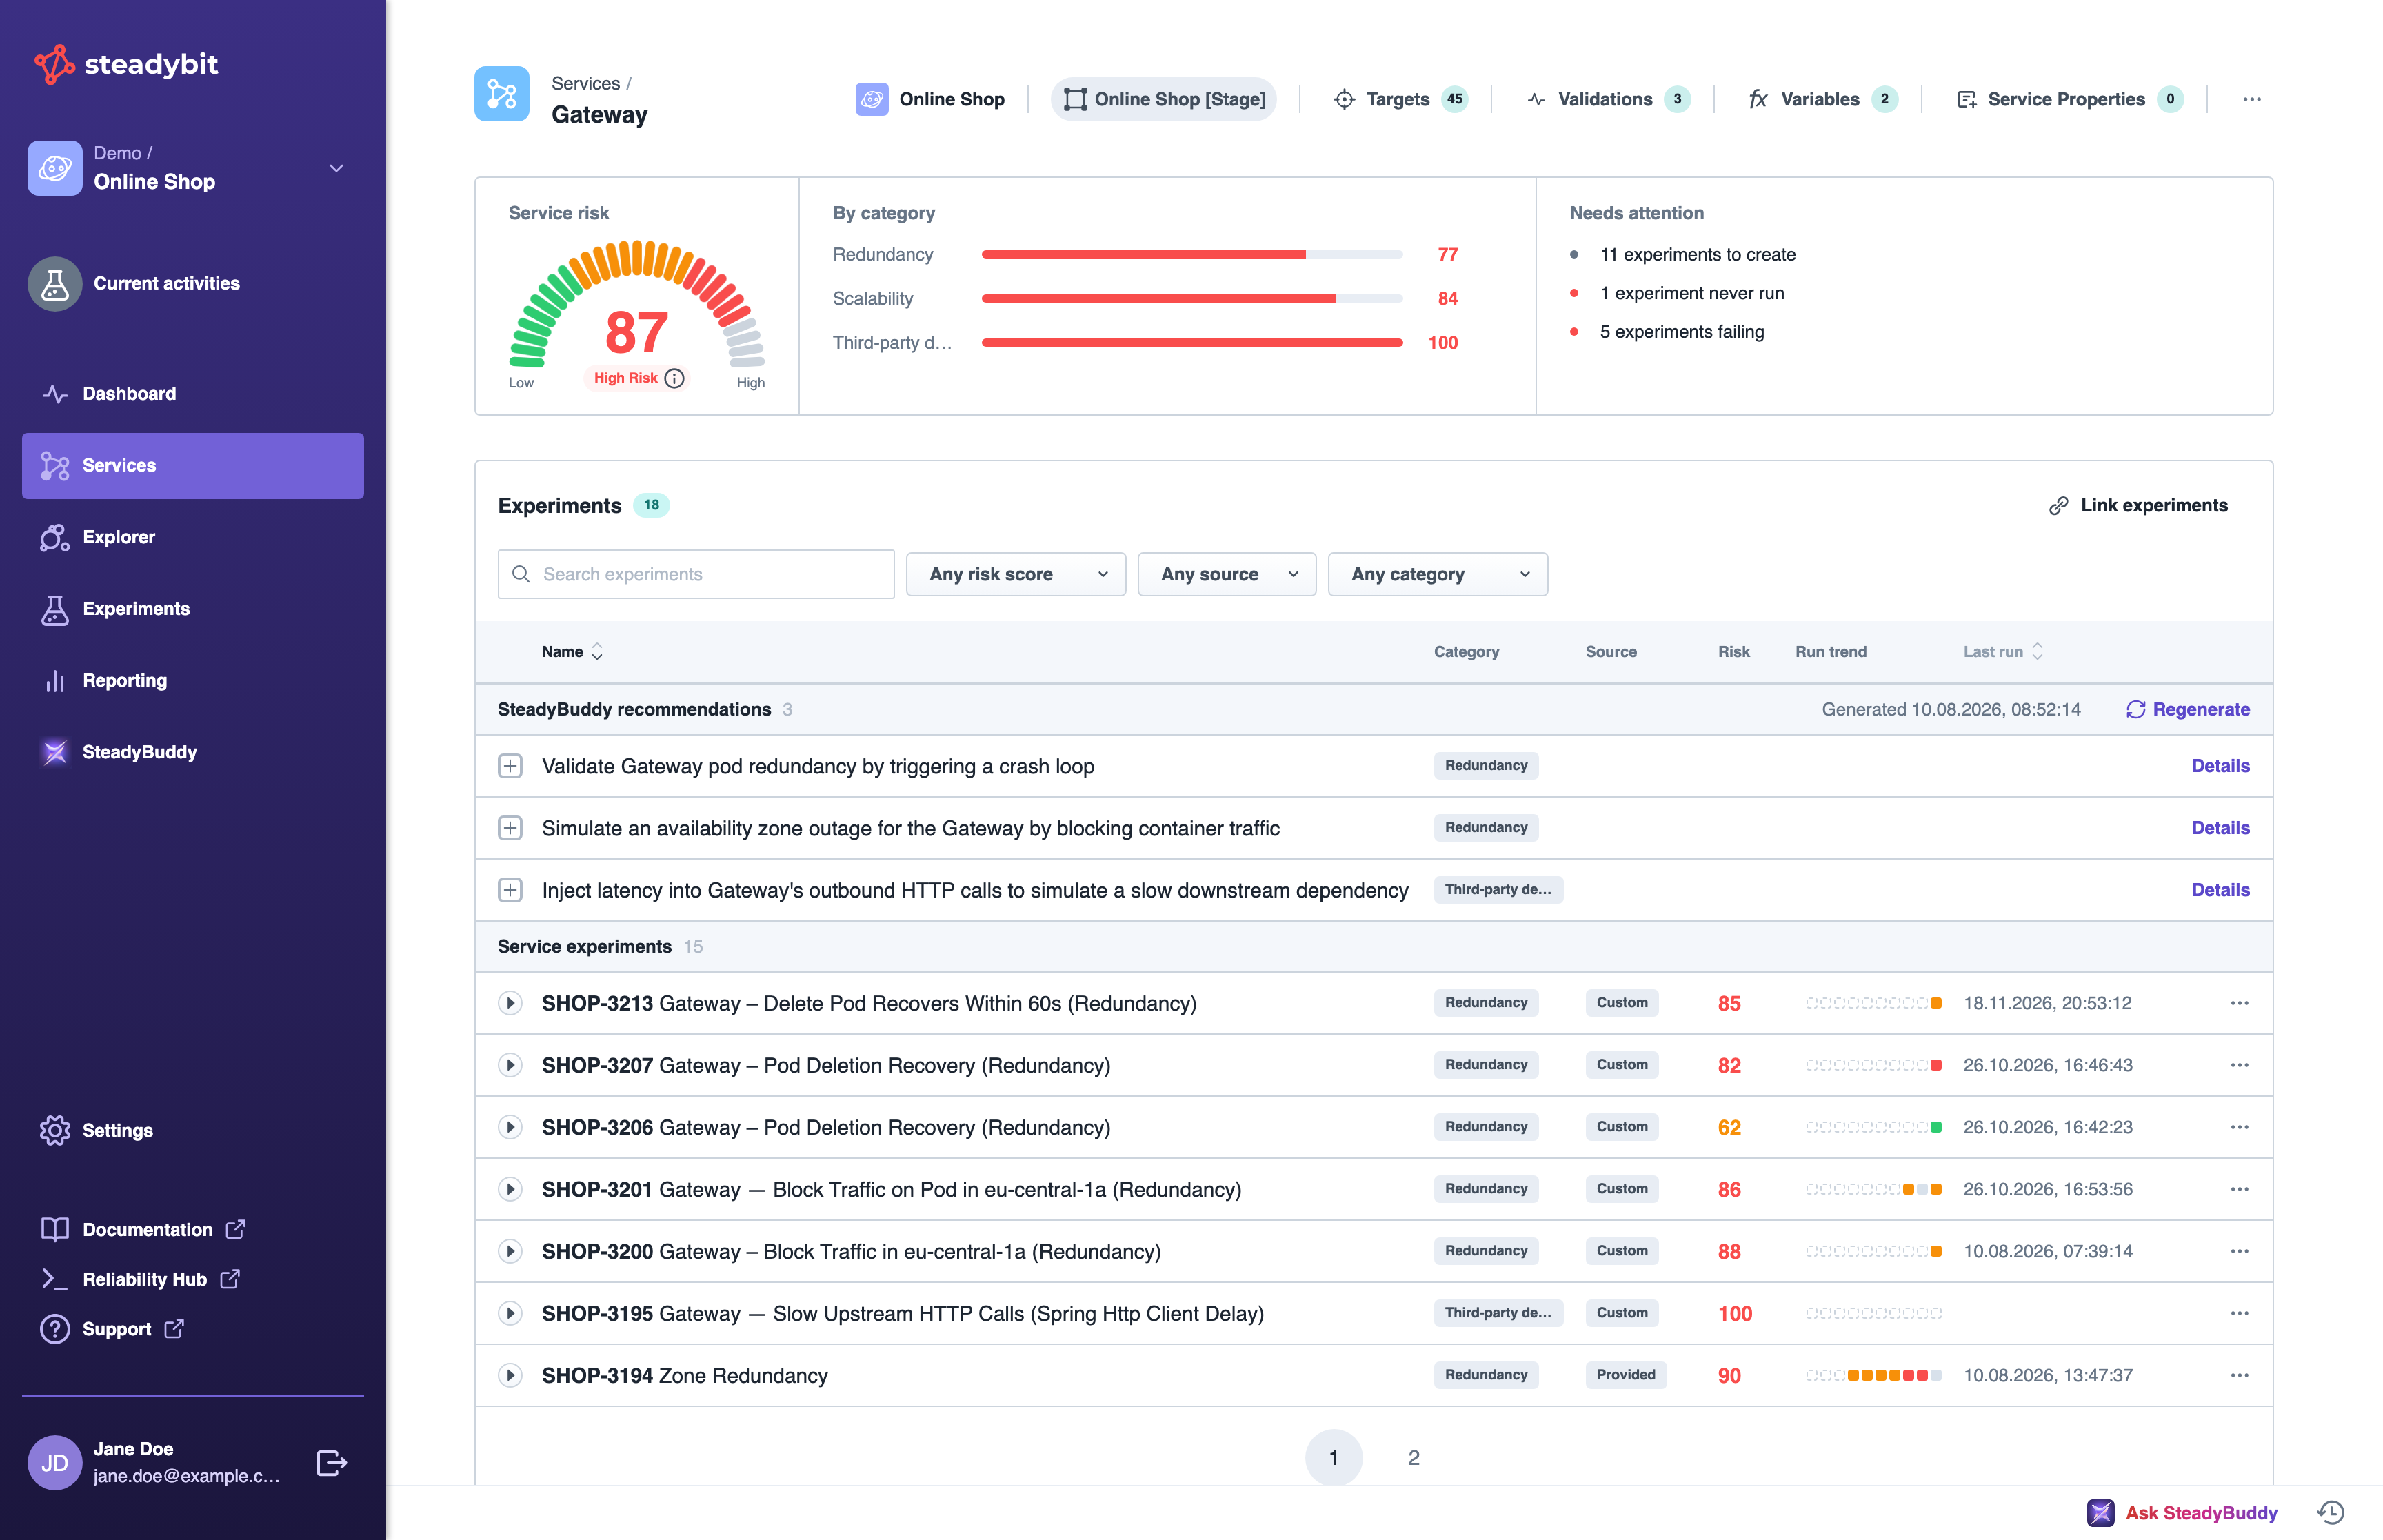 steadybit
Demo /
Online Shop
Current activities
Dashboard
Services
Explorer
Experiments
Reporting
SteadyBuddy
Settings
Documentation
Reliability Hub
Support
JD
Jane Doe
jane.doe@example.c...
Services /
Gateway
Online Shop
Online Shop [Stage]
Targets 45
Validations 3
fx Variables 2
Service Properties 0
Service risk
87
High Risk
Low
High
By category
Redundancy 77
Scalability 84
Third-party d... 100
Needs attention
11 experiments to create
1 experiment never run
5 experiments failing
Experiments 18
Link experiments
Search experiments
Any risk score
Any source
Any category
Name Category Source Risk Run trend Last run
SteadyBuddy recommendations 3 Generated 10.08.2026, 08:52:14 Regenerate
Validate Gateway pod redundancy by triggering a crash loop Redundancy Details
Simulate an availability zone outage for the Gateway by blocking container traffic Redundancy Details
Inject latency into Gateway's outbound HTTP calls to simulate a slow downstream dependency Third-party de... Details
Service experiments 15
SHOP-3213 Gateway – Delete Pod Recovers Within 60s (Redundancy) Redundancy Custom 85 18.11.2026, 20:53:12
SHOP-3207 Gateway – Pod Deletion Recovery (Redundancy) Redundancy Custom 82 26.10.2026, 16:46:43
SHOP-3206 Gateway – Pod Deletion Recovery (Redundancy) Redundancy Custom 62 26.10.2026, 16:42:23
SHOP-3201 Gateway — Block Traffic on Pod in eu-central-1a (Redundancy) Redundancy Custom 86 26.10.2026, 16:53:56
SHOP-3200 Gateway – Block Traffic in eu-central-1a (Redundancy) Redundancy Custom 88 10.08.2026, 07:39:14
SHOP-3195 Gateway — Slow Upstream HTTP Calls (Spring Http Client Delay) Third-party de... Custom 100
SHOP-3194 Zone Redundancy Redundancy Provided 90 10.08.2026, 13:47:37
1 2
Ask SteadyBuddy